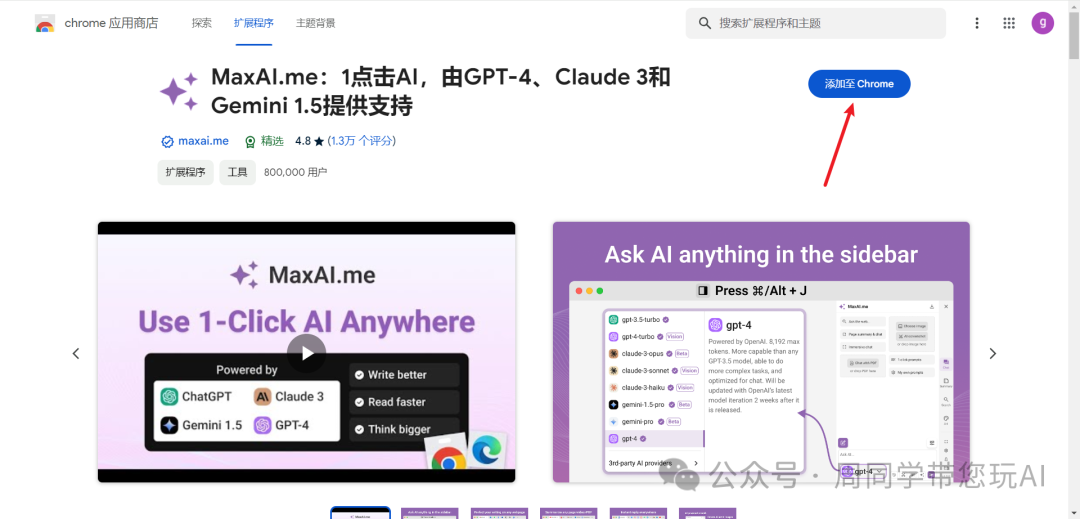 chrome 应用商店
探索
扩展程序
主题背景
搜索扩展程序和主题
g
MaxAI.me：1点击AI，由GPT-4、Claude 3和
Gemini 1.5提供支持
添加至 Chrome
maxai.me
精选
4.8 ★ (1.3万 个评分)
扩展程序
工具
800,000 用户
MaxAI.me
Use 1-Click AI Anywhere
Powered by
ChatGPT
Claude 3
Gemini 1.5
GPT-4
Write better
Read faster
Think bigger
Ask AI anything in the sidebar
Press ⌘/Alt + J
gpt-3.5-turbo
gpt-4-turbo Vision
claude-3-opus Beta
claude-3-sonnet Vision
claude-3-haiku Vision
gemini-1.5-pro Beta
gemini-pro Beta
gpt-4
3rd-party AI providers
gpt-4
Powered by OpenAI. 8,192 max
tokens. More capable than any
GPT-3.5 model, able to do
more complex tasks, and
optimized for chat. Will be
updated with OpenAI's latest
model iteration 2 weeks after it
is released.
MaxAI.me
gpt-4
公众号 · 周同学带您玩AI